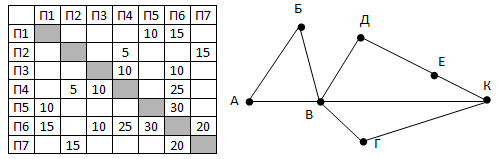 П1 П2 П3 П4 П5 П6 П7
П1 10 15
П2 5 15
П3 10 10
П4 5 10 25
П5 10 30
П6 15 10 25 30 20
П7 15 20
Б
Д
Е
А
В
К
Г